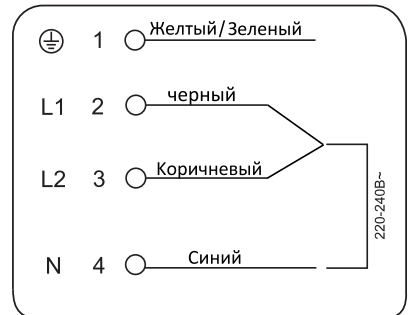 1 Желтый/Зеленый
L1 2 черный
L2 3 Коричневый
220-240В~
N 4 Синий